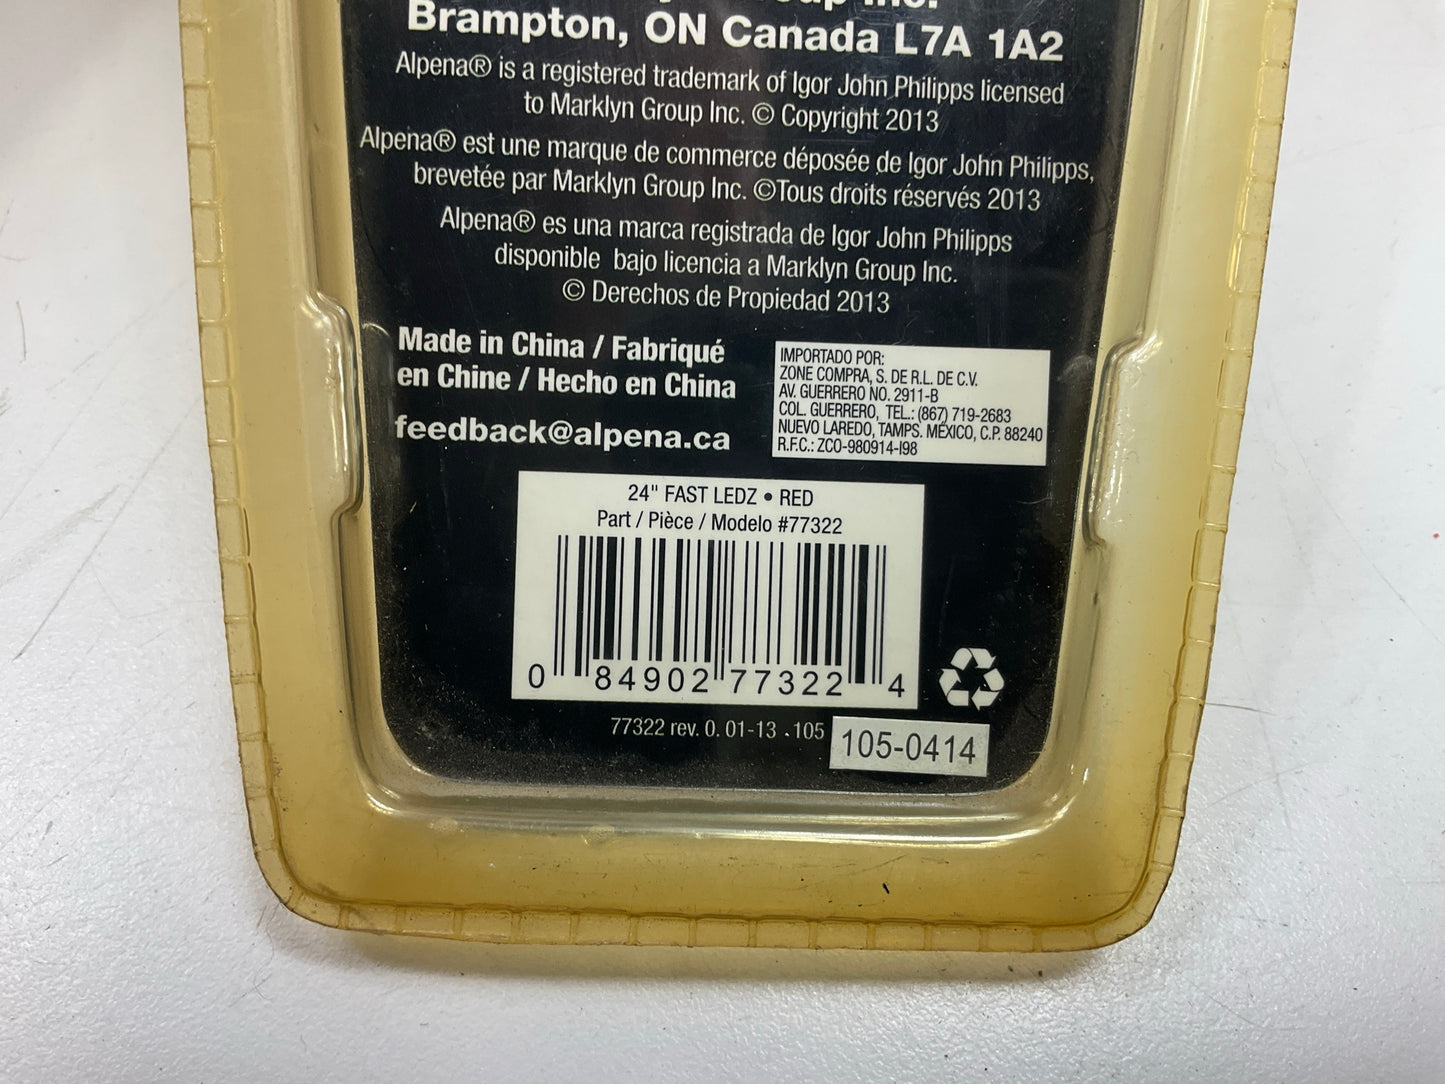 Inc.
Brampton, ON Canada L7A 1A2
Alpena® is a registered trademark of Igor John Philipps licensed
to Marklyn Group Inc. © Copyright 2013
Alpena® est une marque de commerce déposée de Igor John Philipps,
brevetée par Marklyn Group Inc. ©Tous droits réservés 2013
Alpena® es una marca registrada de Igor John Philipps
disponible bajo licencia a Marklyn Group Inc.
© Derechos de Propiedad 2013
Made in China / Fabriqué
en Chine / Hecho en China
feedback@alpena.ca
IMPORTADO POR:
ZONE COMPRA, S. DE R.L. DE C.V.
AV. GUERRERO NO. 2911-B
COL. GUERRERO, TEL.: (867) 719-2683
NUEVO LAREDO, TAMPS. MÉXICO, C.P. 88240
R.F.C.: ZCO-980914-I98
24" FAST LEDZ • RED
Part / Pièce / Modelo #77322
0 84902 77322 4
77322 rev. 0. 01-13 .105
105-0414